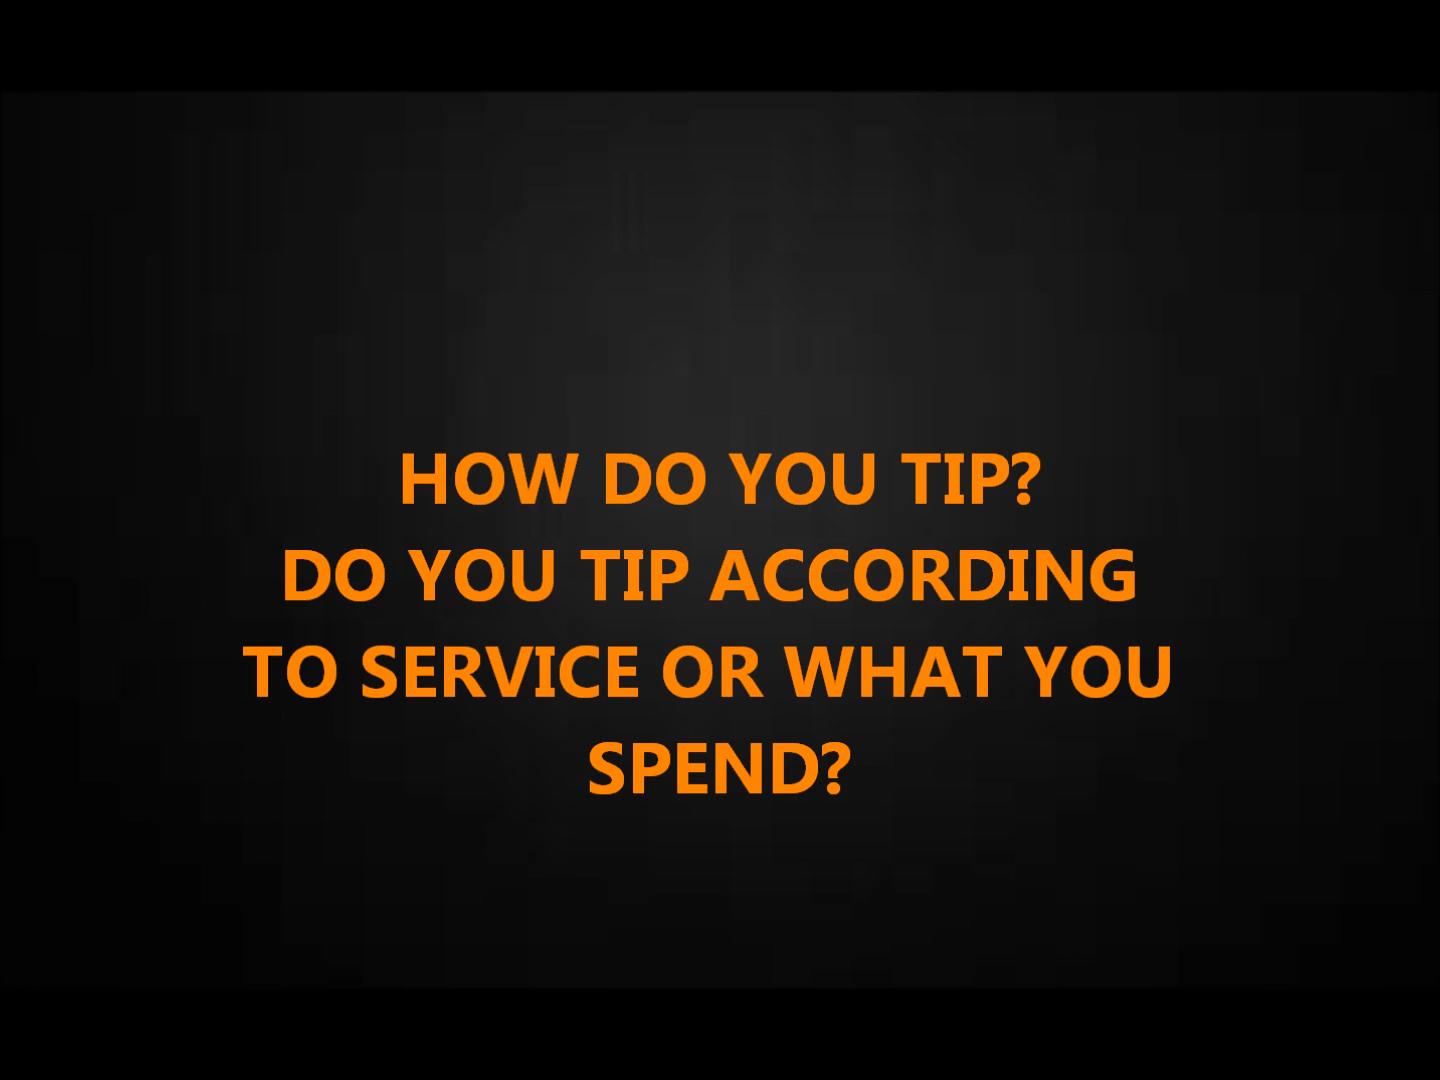 HOW DO YOU TIP?
DO YOU TIP ACCORDING
TO SERVICE OR WHAT YOU
SPEND?